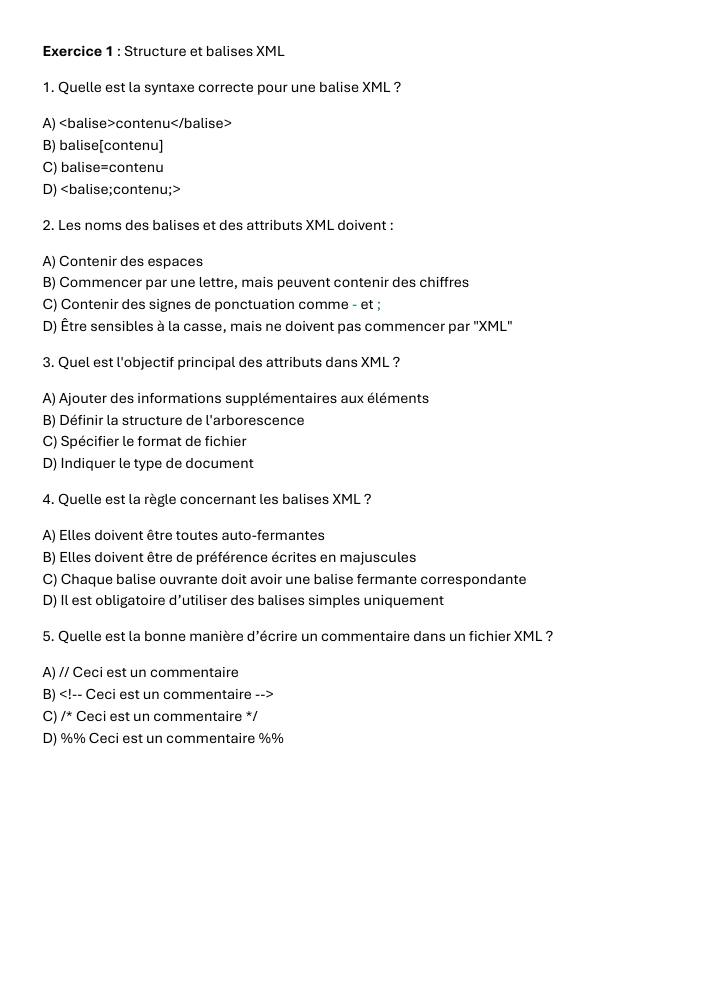 Exercice 1 : Structure et balises XML
1. Quelle est la syntaxe correcte pour une balise XML ?
A) <balise>contenu</balise>
B) balise[contenu]
C) balise=contenu
D) <balise;contenu;>
2. Les noms des balises et des attributs XML doivent :
A) Contenir des espaces
B) Commencer par une lettre, mais peuvent contenir des chiffres
C) Contenir des signes de ponctuation comme - et ;
D) Être sensibles à la casse, mais ne doivent pas commencer par "XML"
3. Quel est l'objectif principal des attributs dans XML ?
A) Ajouter des informations supplémentaires aux éléments
B) Définir la structure de l'arborescence
C) Spécifier le format de fichier
D) Indiquer le type de document
4. Quelle est la règle concernant les balises XML ?
A) Elles doivent être toutes auto-fermantes
B) Elles doivent être de préférence écrites en majuscules
C) Chaque balise ouvrante doit avoir une balise fermante correspondante
D) Il est obligatoire d’utiliser des balises simples uniquement
5. Quelle est la bonne manière d’écrire un commentaire dans un fichier XML ?
A) // Ceci est un commentaire
B) <!-- Ceci est un commentaire -->
C) /* Ceci est un commentaire */
D) %% Ceci est un commentaire %%